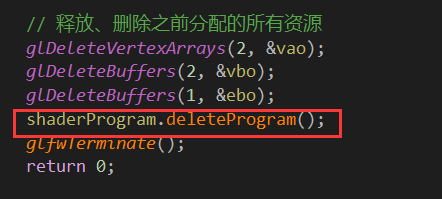 // 释放、删除之前分配的所有资源
glDeleteVertexArrays(2, &vao);
glDeleteBuffers(2, &vbo);
glDeleteBuffers(1, &ebo);
shaderProgram.deleteProgram();
glfwTerminate();
return 0;